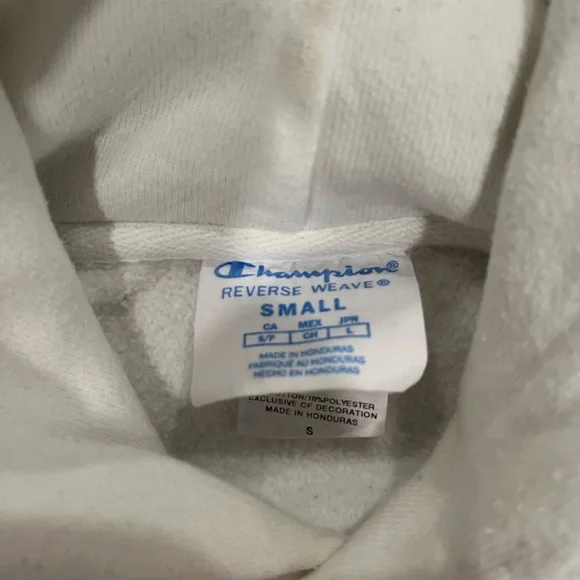 Champion®
REVERSE WEAVE®
SMALL
CA MEX JPN
S/P CH L
MADE IN HONDURAS
FABRIQUÉ AU HONDURAS
HECHO EN HONDURAS
/18%POLYESTER
EXCLUSIVE OF DECORATION
MADE IN HONDURAS
S